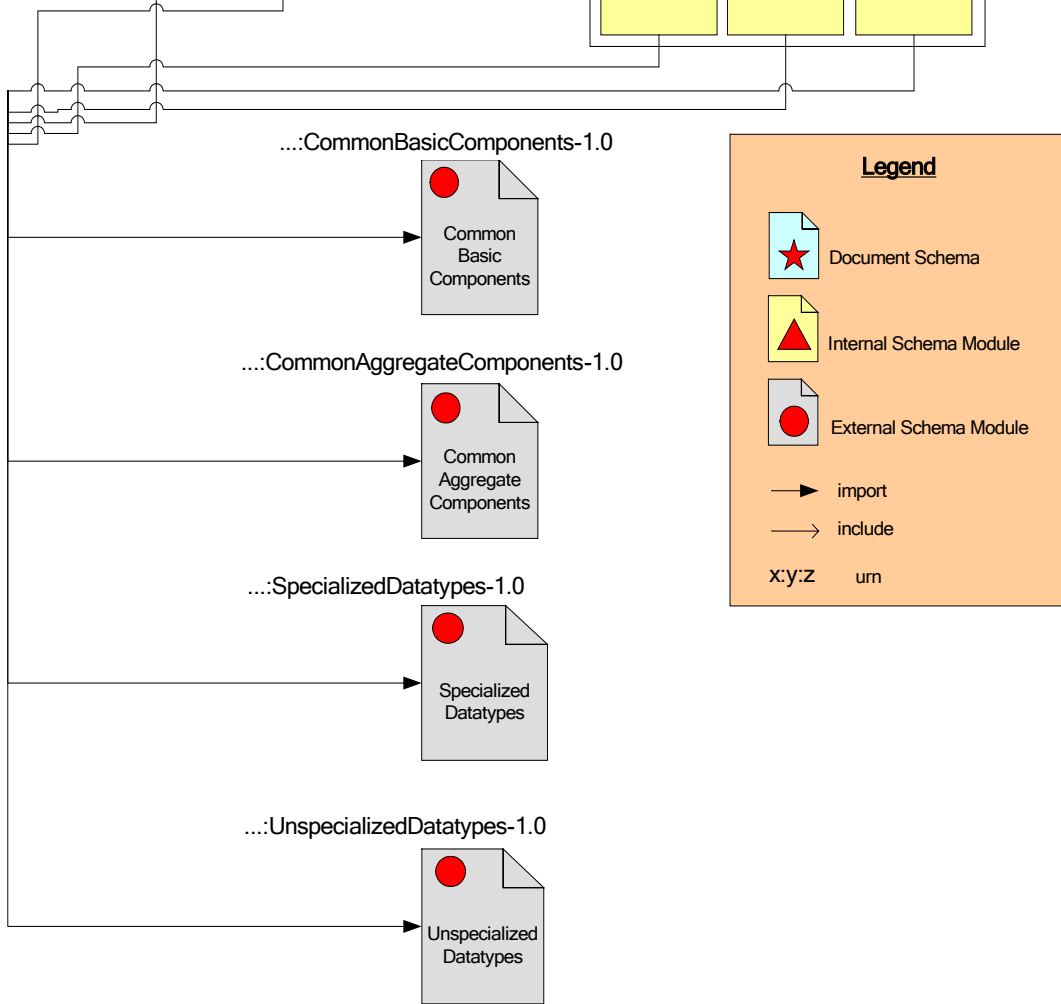 ...:CommonBasicComponents-1.0
Common
Basic
Components
...:CommonAggregateComponents-1.0
Common
Aggregate
Components
...:SpecializedDatatypes-1.0
Specialized
Datatypes
...:UnspecializedDatatypes-1.0
Unspecialized
Datatypes
Legend
Document Schema
Internal Schema Module
External Schema Module
import
include
x:y:z urn